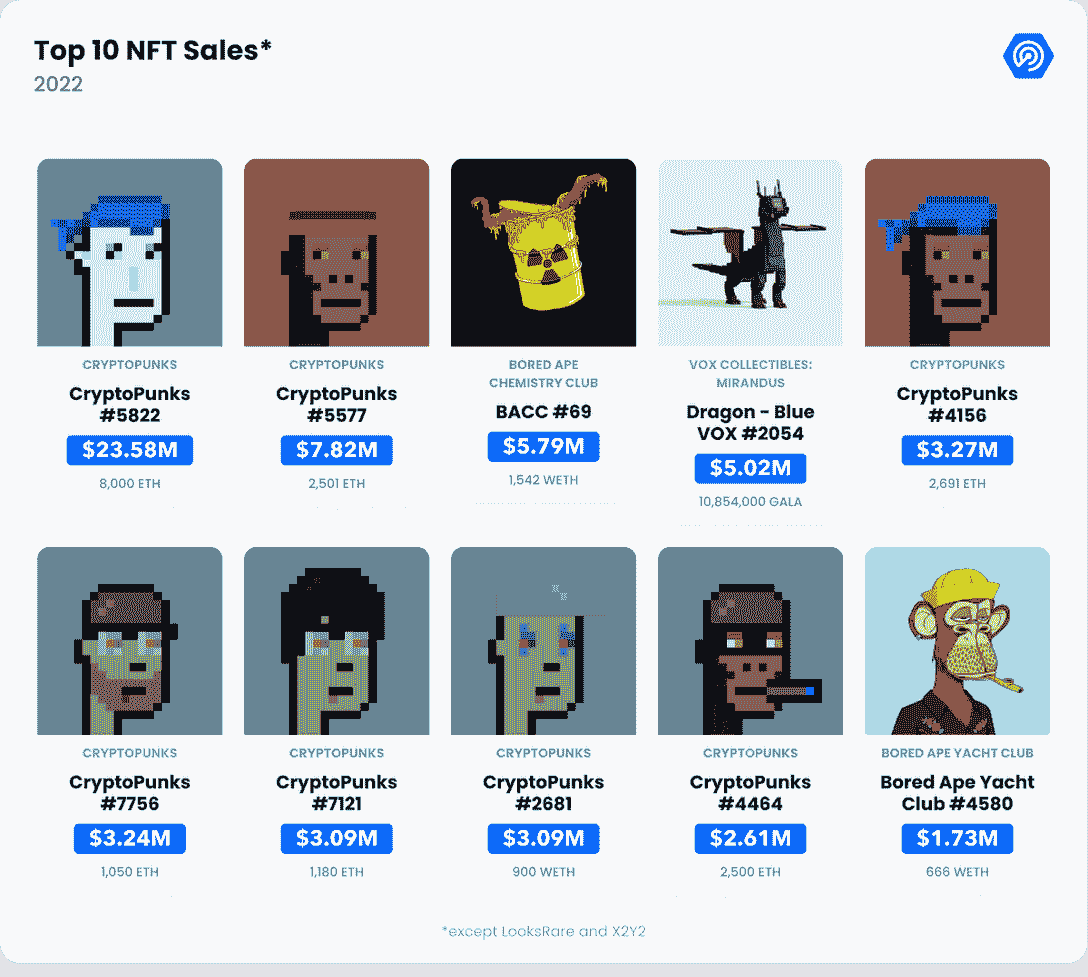 Top 10 NFT Sales*
2022
CRYPTOPUNKS
CryptoPunks
#5822
$23.58M
8,000 ETH
CRYPTOPUNKS
CryptoPunks
#5577
$7.82M
2,501 ETH
BORED APE
CHEMISTRY CLUB
BACC #69
$5.79M
1,542 WETH
VOX COLLECTIBLES:
MIRANDUS
Dragon - Blue
VOX #2054
$5.02M
10,854,000 GALA
CRYPTOPUNKS
CryptoPunks
#4156
$3.27M
2,691 ETH
CRYPTOPUNKS
CryptoPunks
#7756
$3.24M
1,050 ETH
CRYPTOPUNKS
CryptoPunks
#7121
$3.09M
1,180 ETH
CRYPTOPUNKS
CryptoPunks
#2681
$3.09M
900 WETH
CRYPTOPUNKS
CryptoPunks
#4464
$2.61M
2,500 ETH
BORED APE YACHT CLUB
Bored Ape Yacht
Club #4580
$1.73M
666 WETH
*except LooksRare and X2Y2